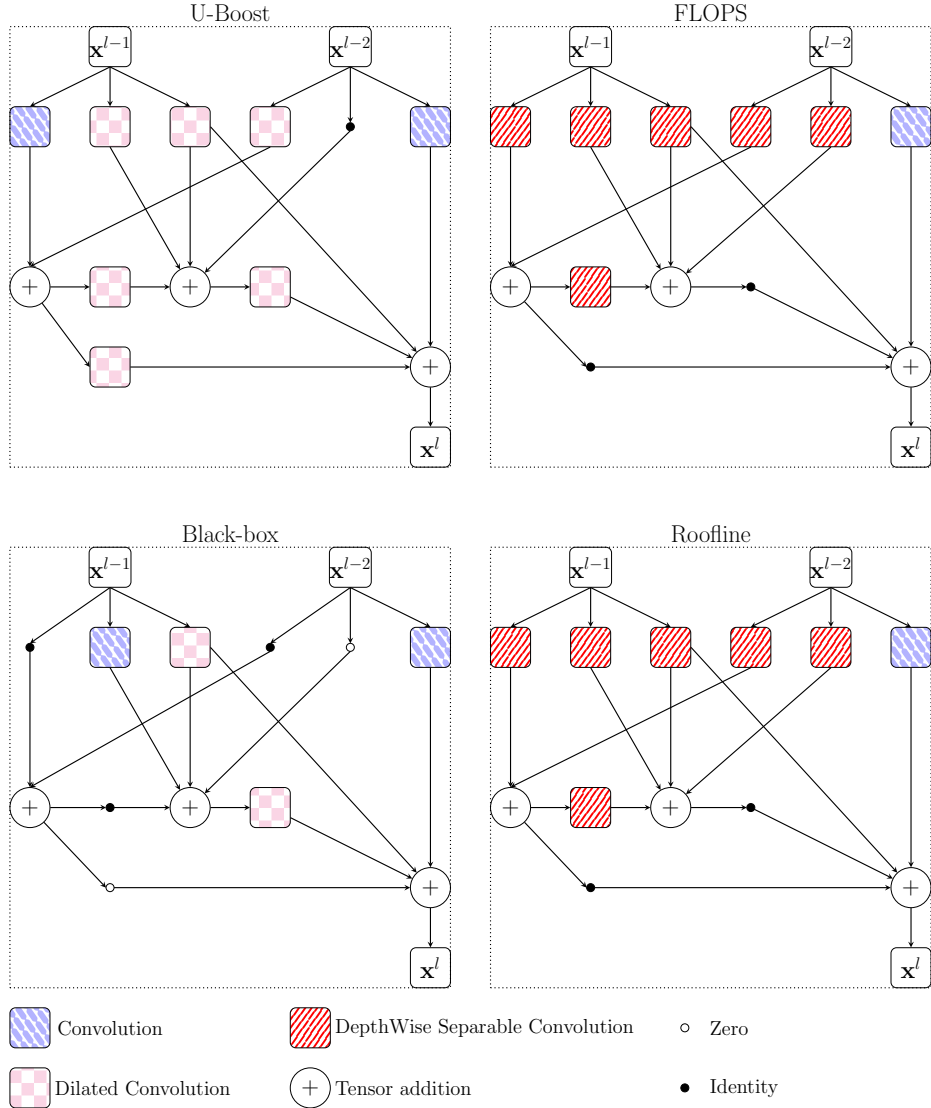 U-Boost FLOPS
x^{l−1} x^{l−2} x^{l−1} x^{l−2}
+ + + +
+ +
x^l x^l
Black-box Roofline
x^{l−1} x^{l−2} x^{l−1} x^{l−2}
+ + + +
+ +
x^l x^l
Convolution DepthWise Separable Convolution Zero
Dilated Convolution + Tensor addition Identity